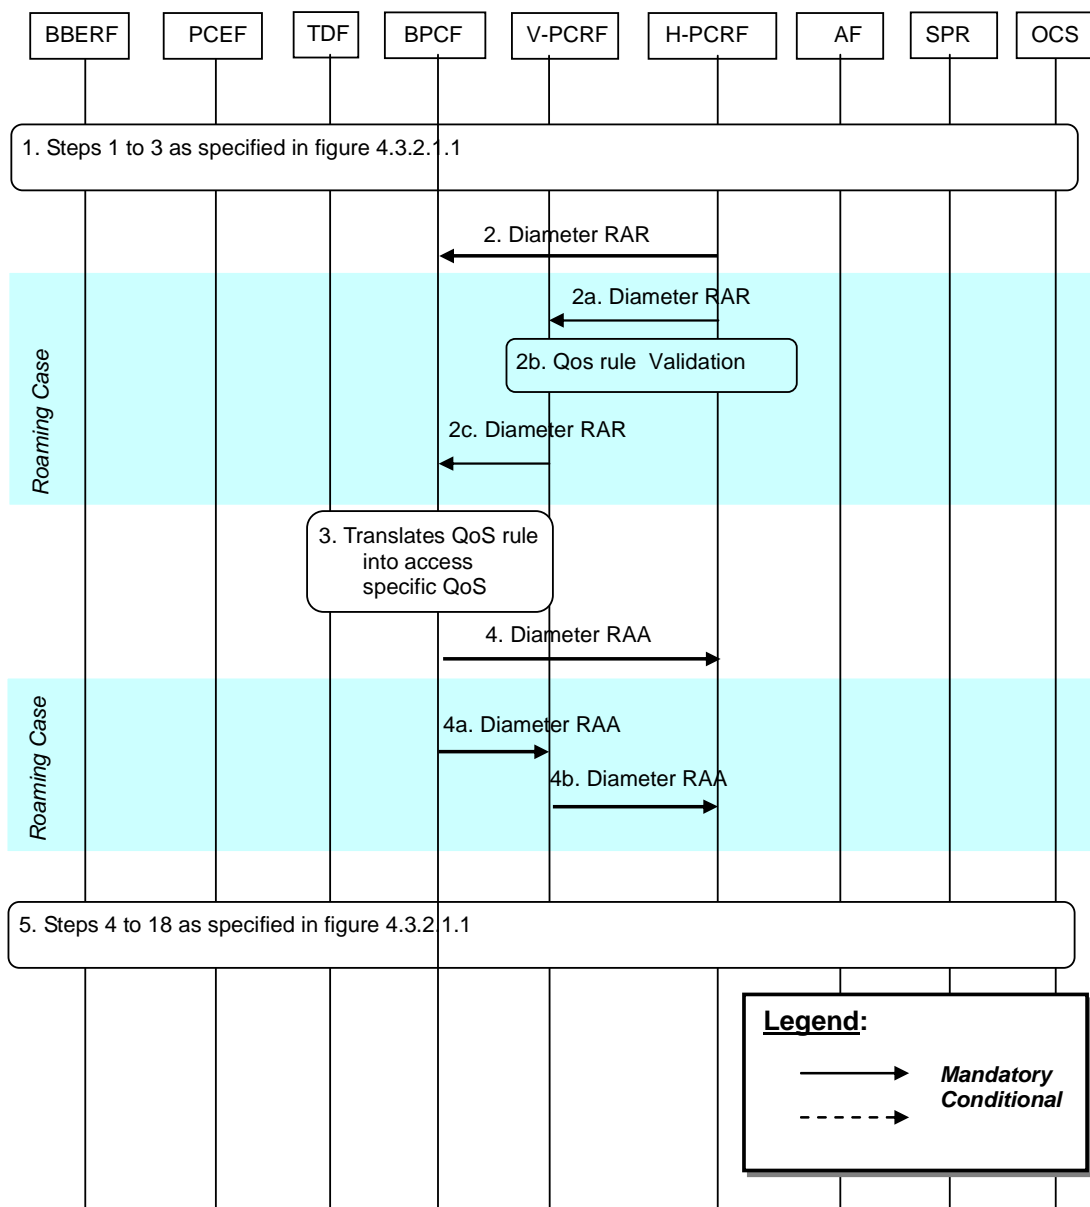 BBERF PCEF TDF BPCF V-PCRF H-PCRF AF SPR OCS
1. Steps 1 to 3 as specified in figure 4.3.2.1.1
2. Diameter RAR
2a. Diameter RAR
2b. Qos rule Validation
2c. Diameter RAR
Roaming Case
3. Translates QoS rule
into access
specific QoS
4. Diameter RAA
4a. Diameter RAA
4b. Diameter RAA
Roaming Case
5. Steps 4 to 18 as specified in figure 4.3.2.1.1
Legend:
Mandatory
Conditional